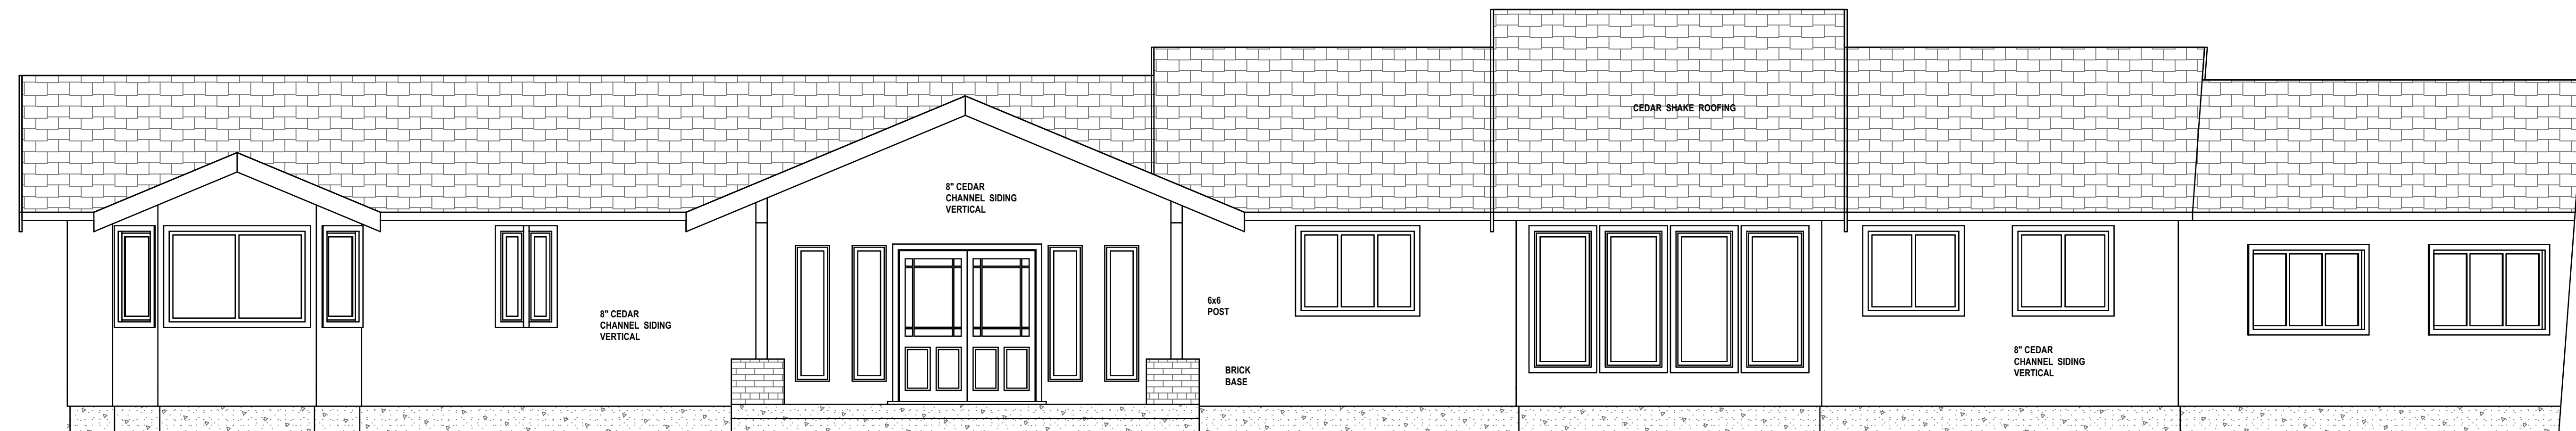 CEDAR SHAKE ROOFING
8" CEDAR
CHANNEL SIDING
VERTICAL
8" CEDAR
CHANNEL SIDING
VERTICAL
6x6
POST
BRICK
BASE
8" CEDAR
CHANNEL SIDING
VERTICAL